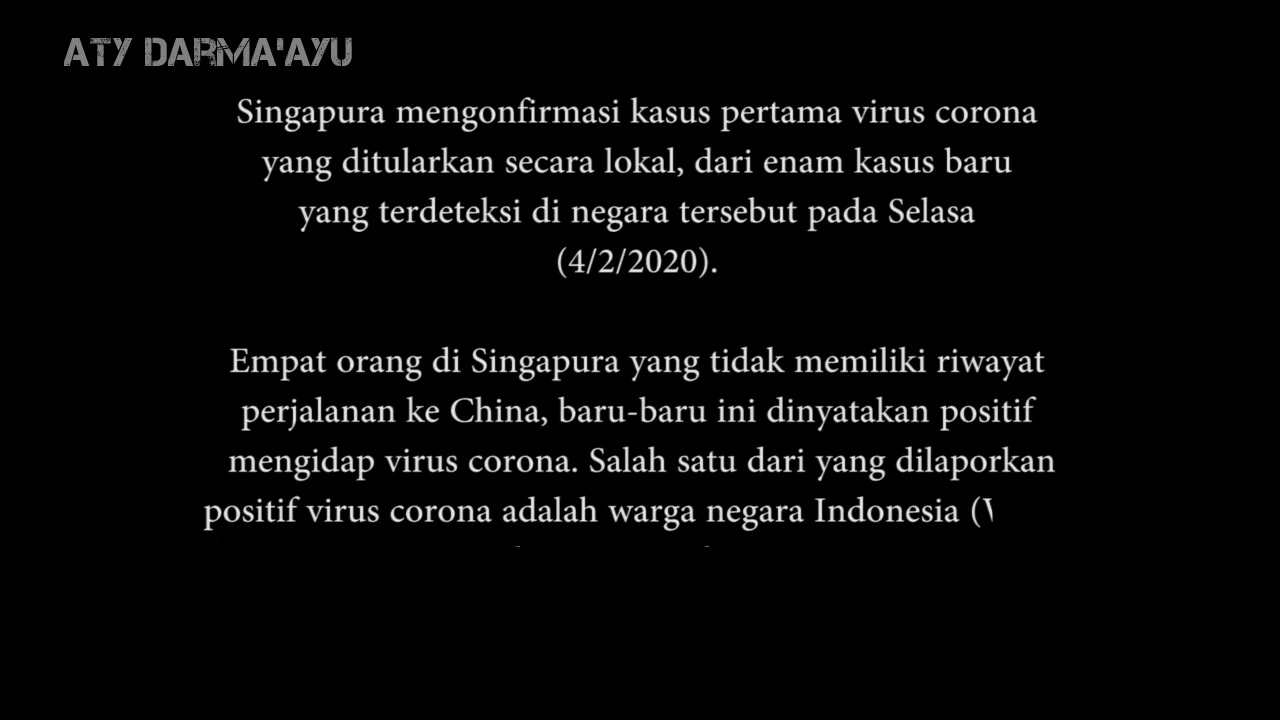 ATY DARMA'AYU
Singapura mengonfirmasi kasus pertama virus corona
yang ditularkan secara lokal, dari enam kasus baru
yang terdeteksi di negara tersebut pada Selasa
(4/2/2020).
Empat orang di Singapura yang tidak memiliki riwayat
perjalanan ke China, baru-baru ini dinyatakan positif
mengidap virus corona. Salah satu dari yang dilaporkan
positif virus corona adalah warga negara Indonesia (